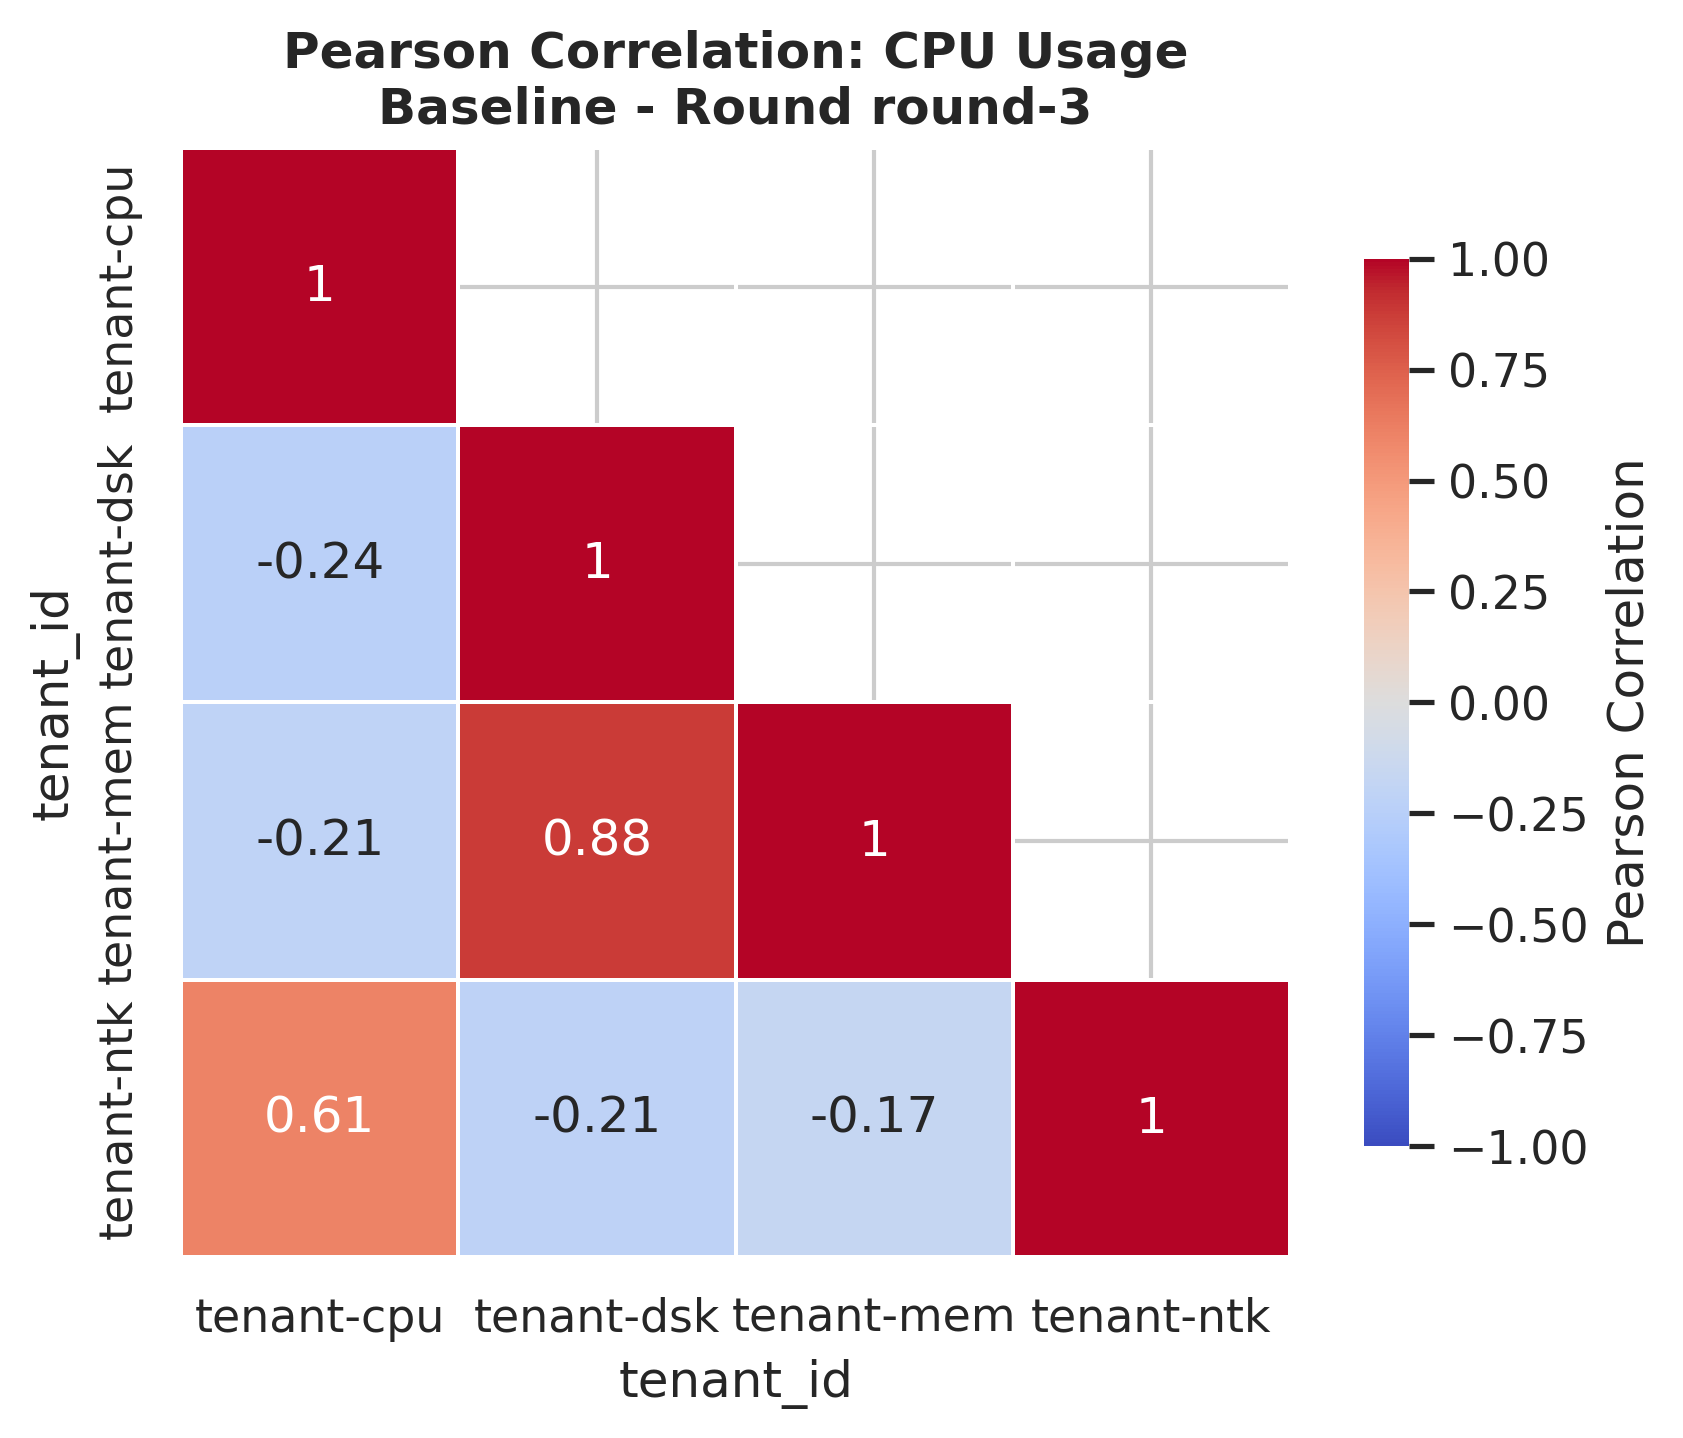 Pearson Correlation: CPU Usage
Baseline - Round round-3
tenant_id
tenant-cpu
tenant-dsk
tenant-mem
tenant-ntk
1
-0.24
1
-0.21
0.88
1
0.61
-0.21
-0.17
1
tenant-cpu
tenant-dsk
tenant-mem
tenant-ntk
tenant_id
1.00
0.75
0.50
0.25
0.00
−0.25
−0.50
−0.75
−1.00
Pearson Correlation